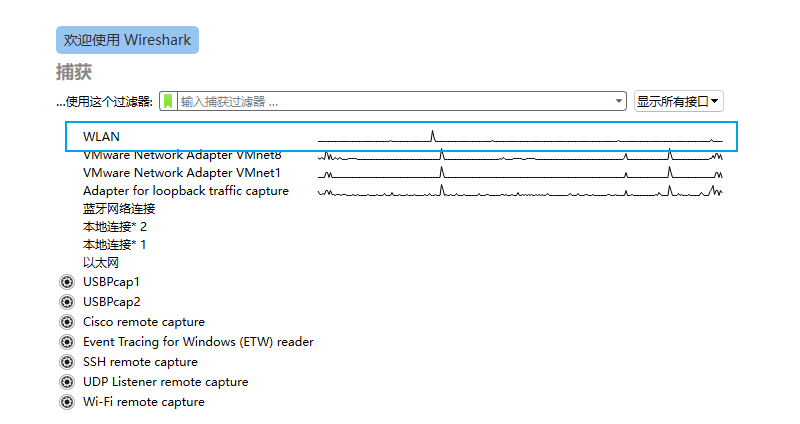 欢迎使用 Wireshark
捕获
…使用这个过滤器: 输入捕获过滤器 … 显示所有接口
WLAN
VMware Network Adapter VMnet8
VMware Network Adapter VMnet1
Adapter for loopback traffic capture
蓝牙网络连接
本地连接* 2
本地连接* 1
以太网
USBPcap1
USBPcap2
Cisco remote capture
Event Tracing for Windows (ETW) reader
SSH remote capture
UDP Listener remote capture
Wi-Fi remote capture